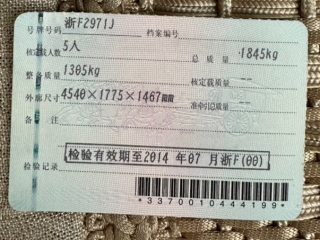 号牌号码 浙F2971J 档案编号
核定载人数 5人 总质量 1845kg
整备质量 1305kg 核定载质量 --
外廓尺寸 4540×1775×1467 准牵引总质量 --
备注
检验记录 检验有效期至2014 年07 月浙F(00)
*3370010444199*